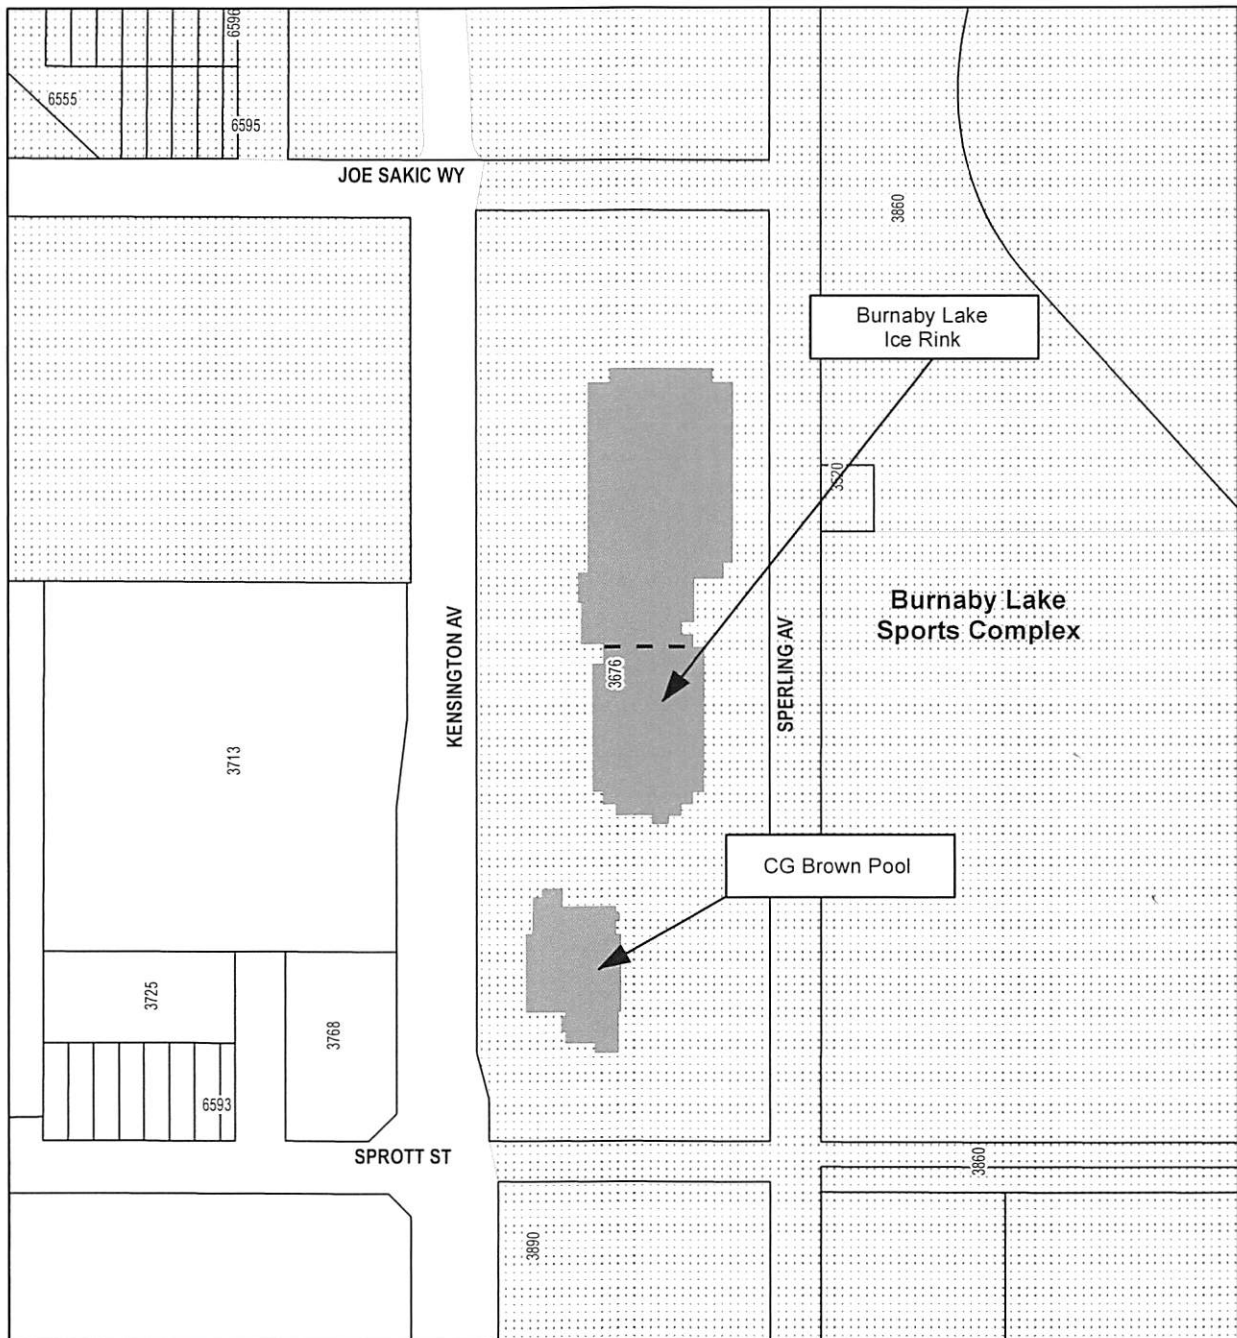 6596
6555
6595
JOE SAKIC WY
3860
Burnaby Lake
Ice Rink
3520
Burnaby Lake
Sports Complex
KENSINGTON AV
3676
SPERLING AV
3713
CG Brown Pool
3725
3768
6593
SPROTT ST
3860
3890